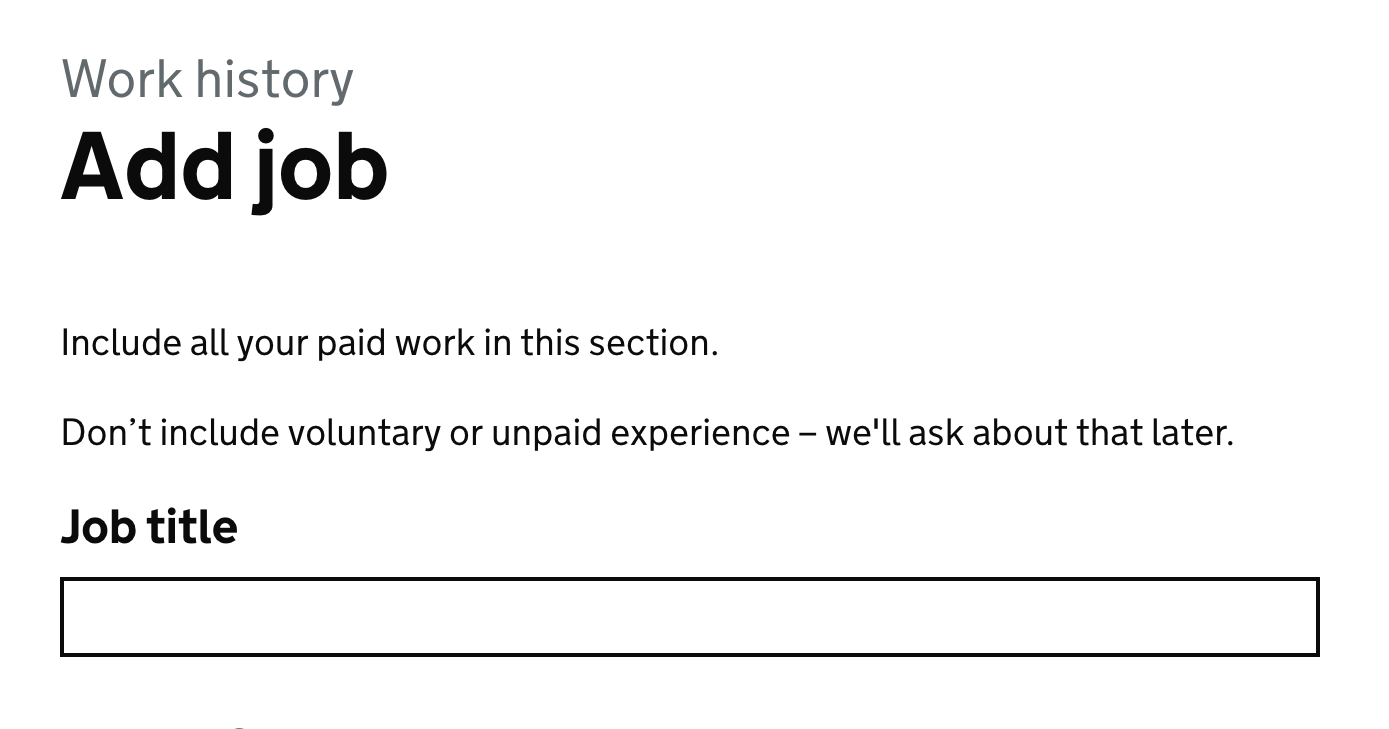 Work history
Add job
Include all your paid work in this section.
Don’t include voluntary or unpaid experience – we'll ask about that later.
Job title